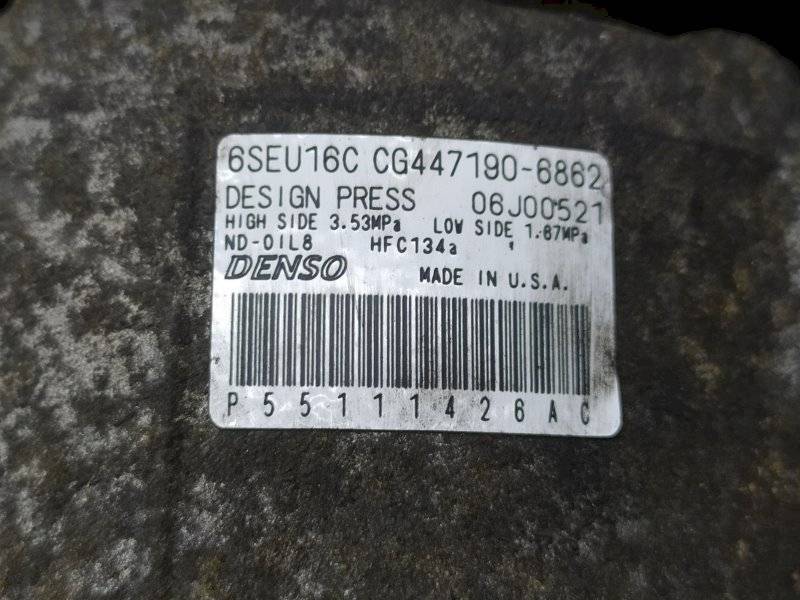 6SEU16C CG447190-6862
DESIGN PRESS 06J00521
HIGH SIDE 3.53MPa LOW SIDE 1.67MPa
ND-OIL8 HFC134a
DENSO MADE IN U.S.A.
P55111426AC